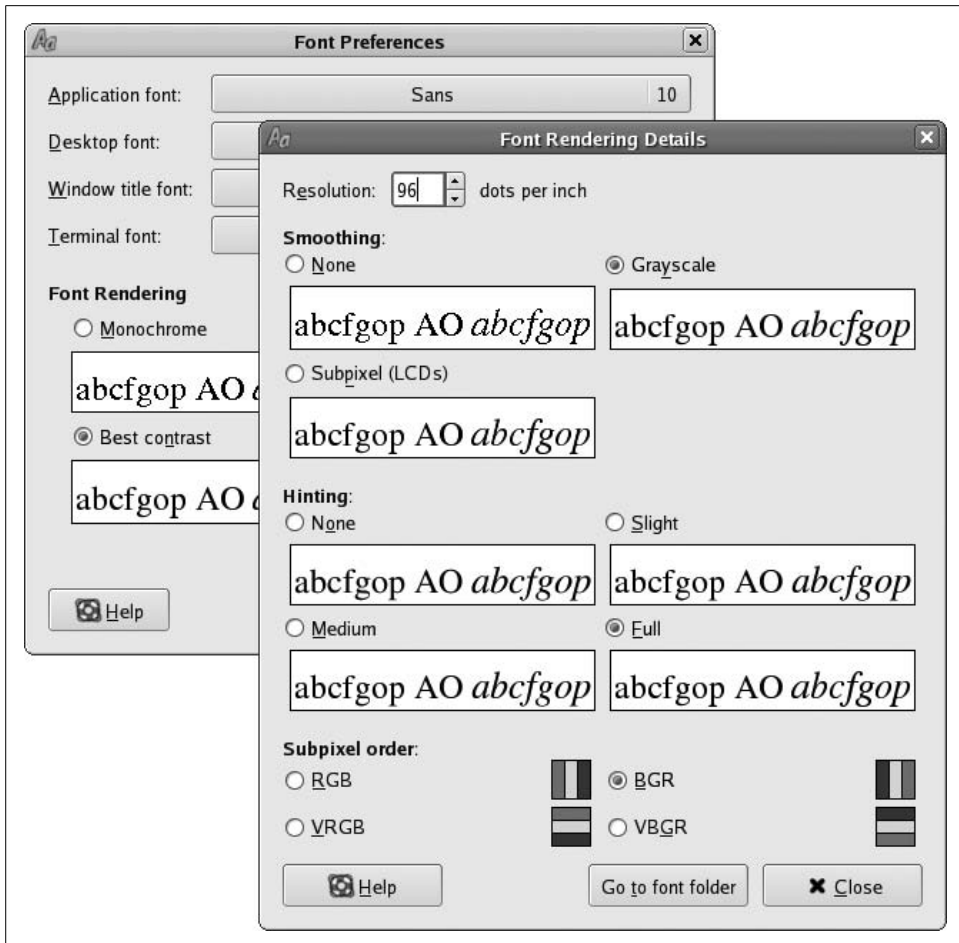 Font Preferences
Application font: Sans 10
Desktop font:
Window title font:
Terminal font:
Font Rendering
Monochrome
abcfgop AO
Best contrast
abcfgop AO
Help
Font Rendering Details
Resolution: 96 dots per inch
Smoothing:
None Grayscale
abcfgop AO abcfgop abcfgop AO abcfgop
Subpixel (LCDs)
abcfgop AO abcfgop
Hinting:
None Slight
abcfgop AO abcfgop abcfgop AO abcfgop
Medium Full
abcfgop AO abcfgop abcfgop AO abcfgop
Subpixel order:
RGB BGR
VRGB VBGR
Help Go to font folder Close